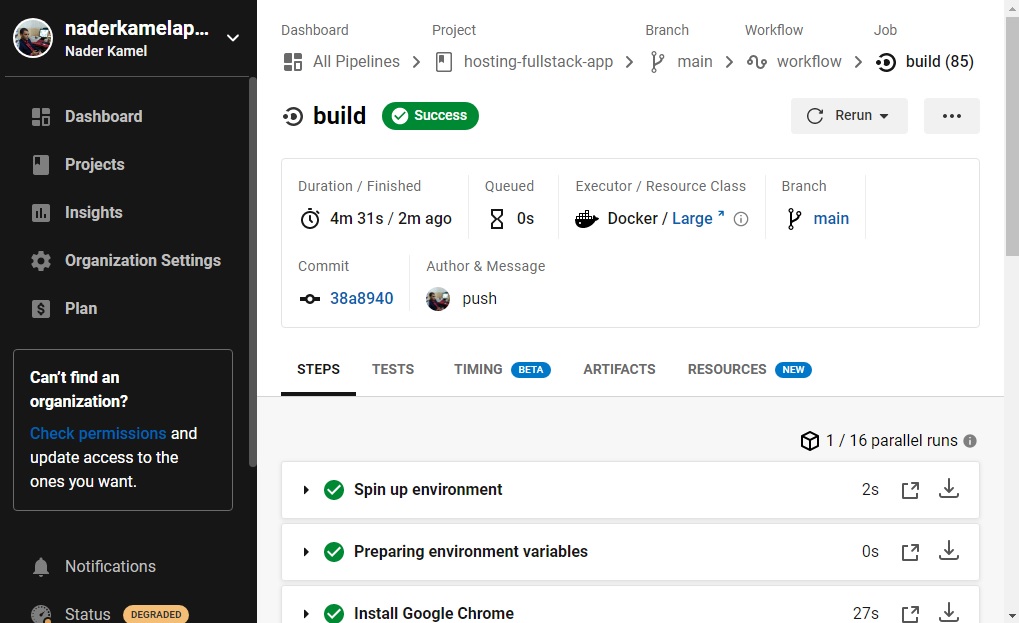 naderkamelap...
Nader Kamel
Dashboard
Projects
Insights
Organization Settings
Plan
Can't find an
organization?
Check permissions and
update access to the
ones you want.
Notifications
Status DEGRADED
Dashboard Project Branch Workflow Job
All Pipelines hosting-fullstack-app main workflow build (85)
build Success Rerun
Duration / Finished Queued Executor / Resource Class Branch
4m 31s / 2m ago 0s Docker / Large main
Commit Author & Message
38a8940 push
STEPS TESTS TIMING BETA ARTIFACTS RESOURCES NEW
1 / 16 parallel runs
Spin up environment 2s
Preparing environment variables 0s
Install Google Chrome 27s